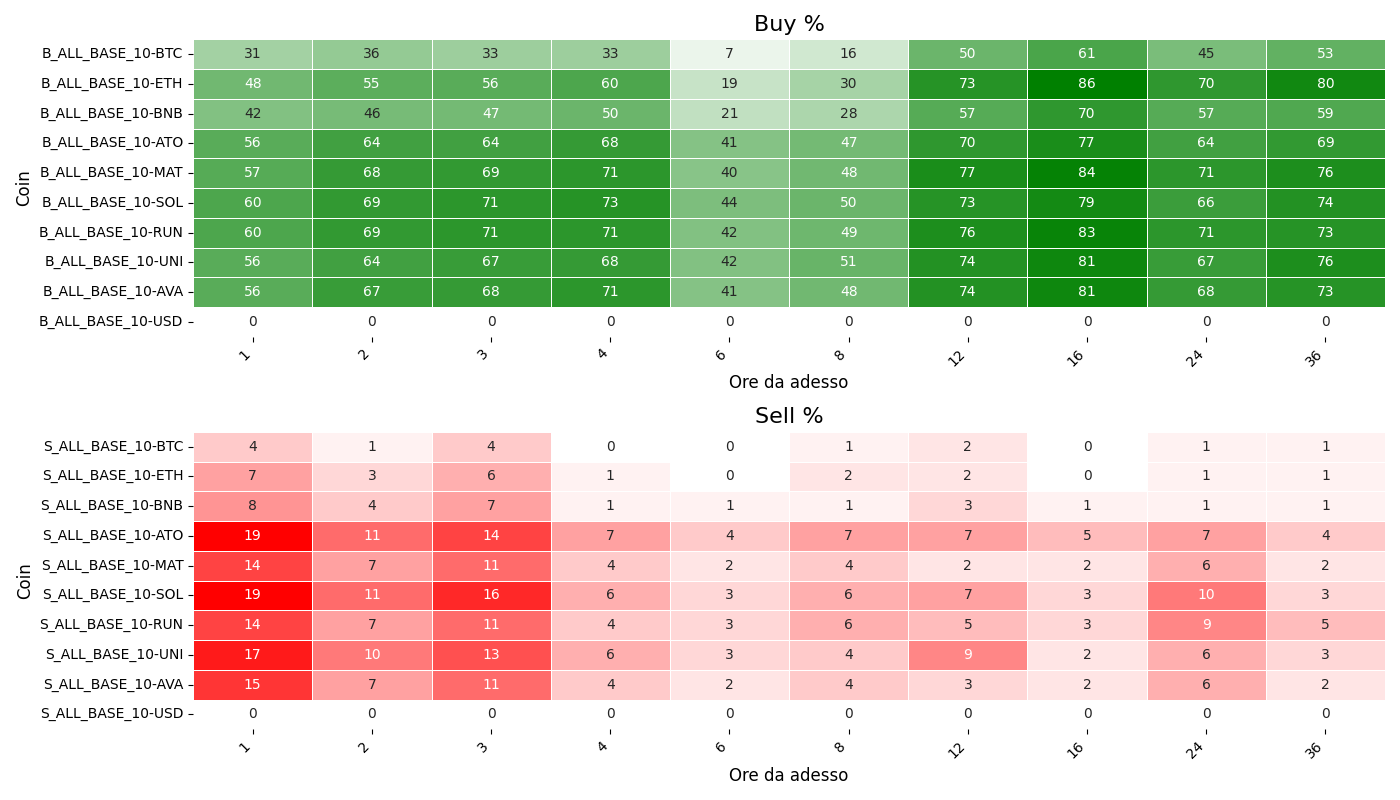 Buy %
Coin
B_ALL_BASE_10-BTC 31 36 33 33 7 16 50 61 45 53
B_ALL_BASE_10-ETH 48 55 56 60 19 30 73 86 70 80
B_ALL_BASE_10-BNB 42 46 47 50 21 28 57 70 57 59
B_ALL_BASE_10-ATO 56 64 64 68 41 47 70 77 64 69
B_ALL_BASE_10-MAT 57 68 69 71 40 48 77 84 71 76
B_ALL_BASE_10-SOL 60 69 71 73 44 50 73 79 66 74
B_ALL_BASE_10-RUN 60 69 71 71 42 49 76 83 71 73
B_ALL_BASE_10-UNI 56 64 67 68 42 51 74 81 67 76
B_ALL_BASE_10-AVA 56 67 68 71 41 48 74 81 68 73
B_ALL_BASE_10-USD 0 0 0 0 0 0 0 0 0 0
1 2 3 4 6 8 12 16 24 36
Ore da adesso
Sell %
Coin
S_ALL_BASE_10-BTC 4 1 4 0 0 1 2 0 1 1
S_ALL_BASE_10-ETH 7 3 6 1 0 2 2 0 1 1
S_ALL_BASE_10-BNB 8 4 7 1 1 1 3 1 1 1
S_ALL_BASE_10-ATO 19 11 14 7 4 7 7 5 7 4
S_ALL_BASE_10-MAT 14 7 11 4 2 4 2 2 6 2
S_ALL_BASE_10-SOL 19 11 16 6 3 6 7 3 10 3
S_ALL_BASE_10-RUN 14 7 11 4 3 6 5 3 9 5
S_ALL_BASE_10-UNI 17 10 13 6 3 4 9 2 6 3
S_ALL_BASE_10-AVA 15 7 11 4 2 4 3 2 6 2
S_ALL_BASE_10-USD 0 0 0 0 0 0 0 0 0 0
1 2 3 4 6 8 12 16 24 36
Ore da adesso